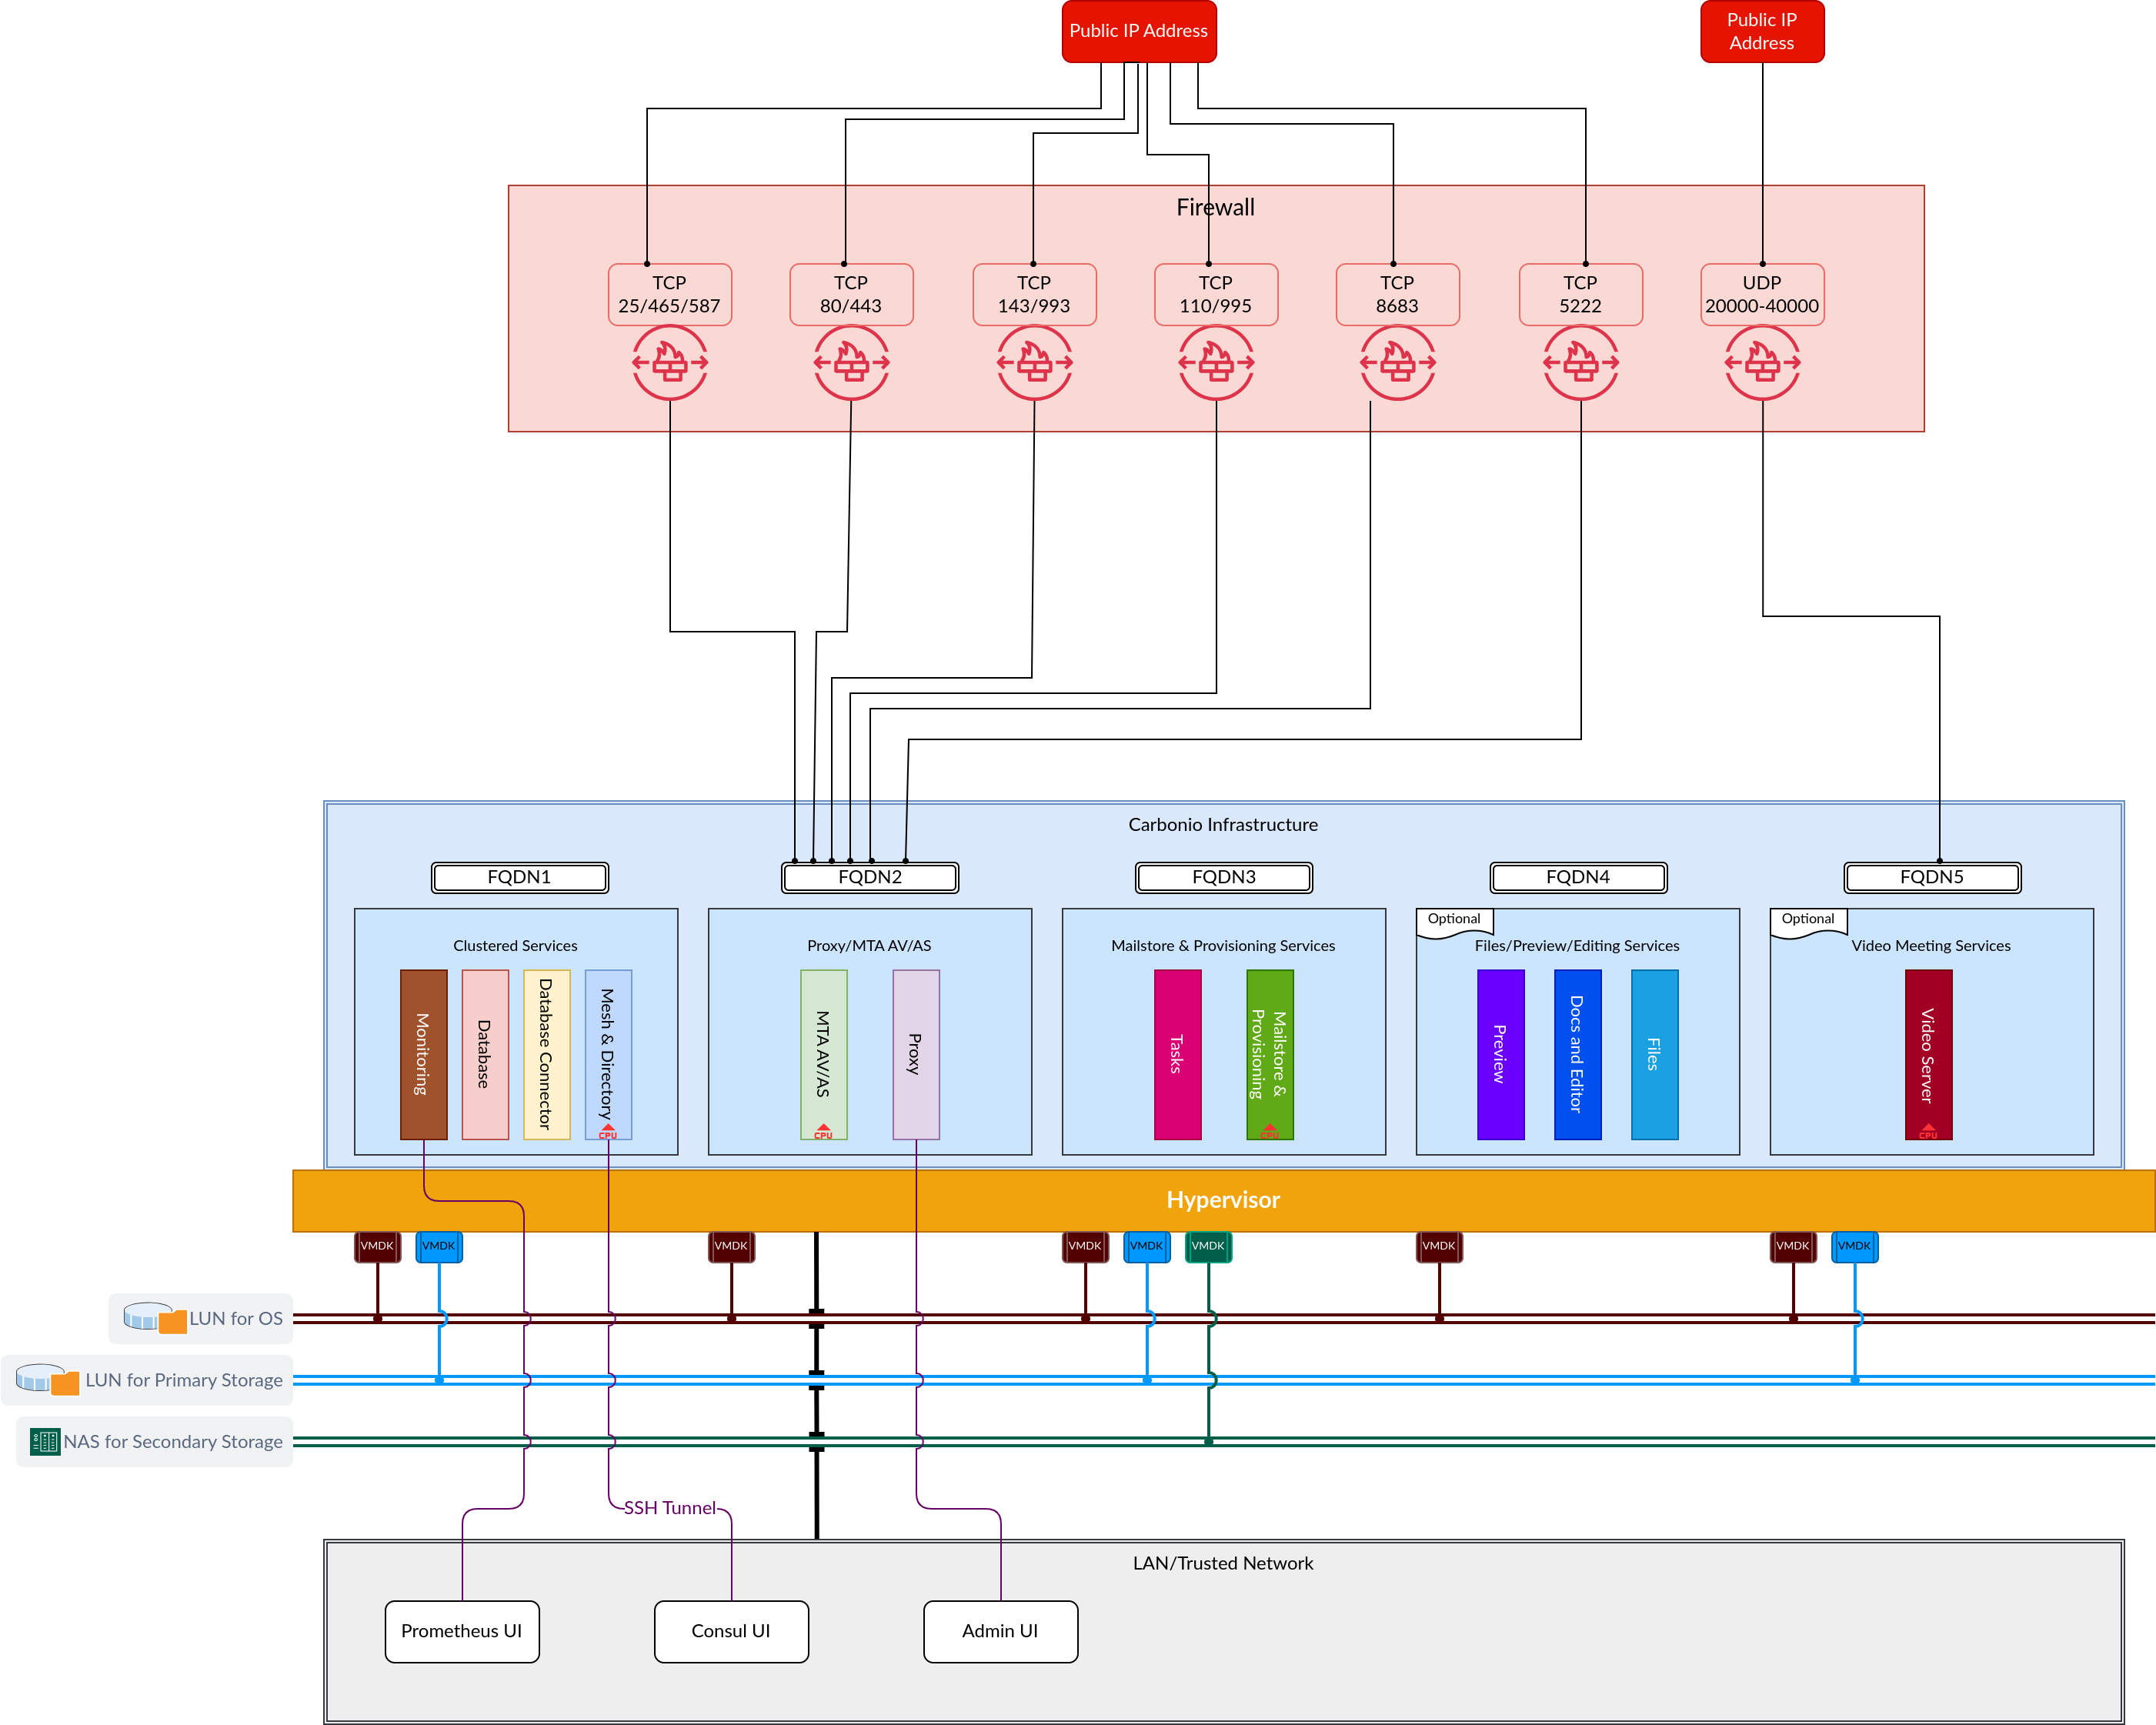 Public IP Address
Public IP
Address
Firewall
TCP
25/465/587
TCP
80/443
TCP
143/993
TCP
110/995
TCP
8683
TCP
5222
UDP
20000-40000
Carbonio Infrastructure
FQDN1
FQDN2
FQDN3
FQDN4
FQDN5
Clustered Services
Monitoring
Database
Database Connector
Mesh & Directory
CPU
Proxy/MTA AV/AS
MTA AV/AS
CPU
Proxy
Mailstore & Provisioning Services
Tasks
Mailstore &
Provisioning
CPU
Optional
Files/Preview/Editing Services
Preview
Docs and Editor
Files
Optional
Video Meeting Services
Video Server
CPU
Hypervisor
VMDK
VMDK
VMDK
VMDK
VMDK
VMDK
VMDK
VMDK
VMDK
LUN for OS
LUN for Primary Storage
NAS for Secondary Storage
SSH Tunnel
LAN/Trusted Network
Prometheus UI
Consul UI
Admin UI